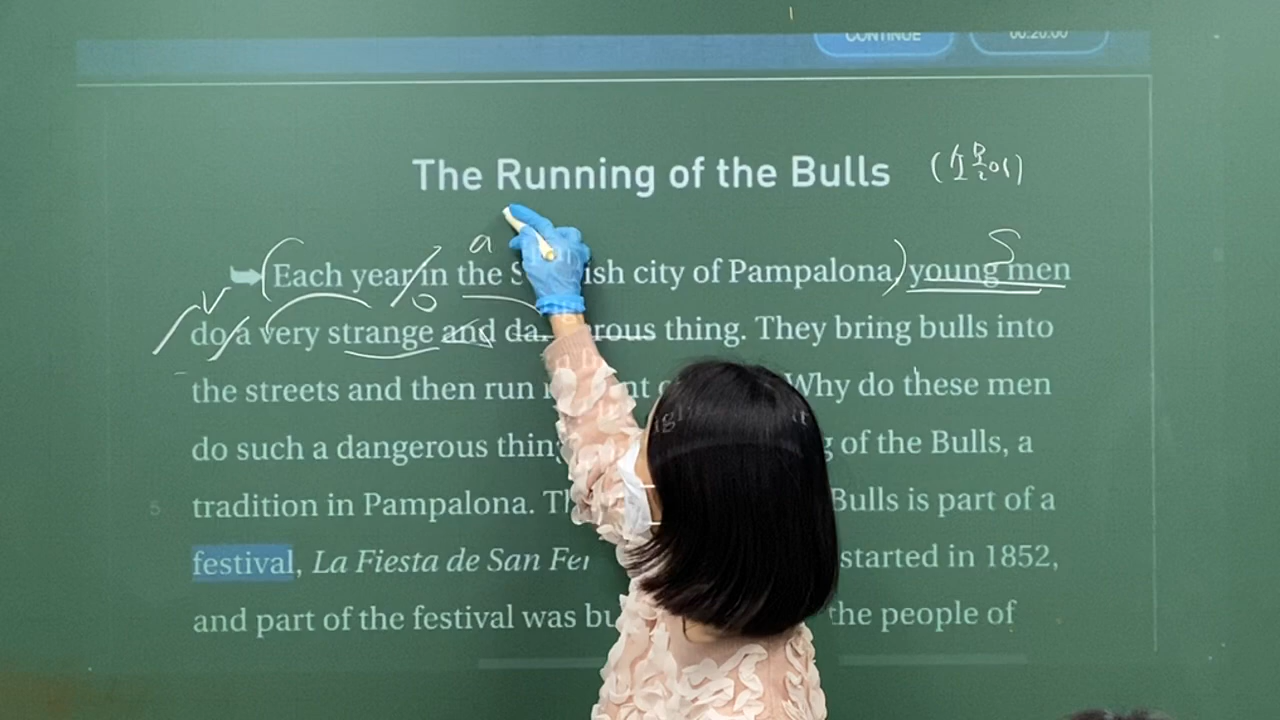 CONTINUE
00:20:00
The Running of the Bulls (소몰이)
a S
Each year in the S ish city of Pampalona, young men
V O
do a very strange and da rous thing. They bring bulls into
the streets and then run Why do these men
do such a dangerous thing of the Bulls, a
5 tradition in Pampalona. Th Bulls is part of a
festival, La Fiesta de San Fer started in 1852,
and part of the festival was bu the people of